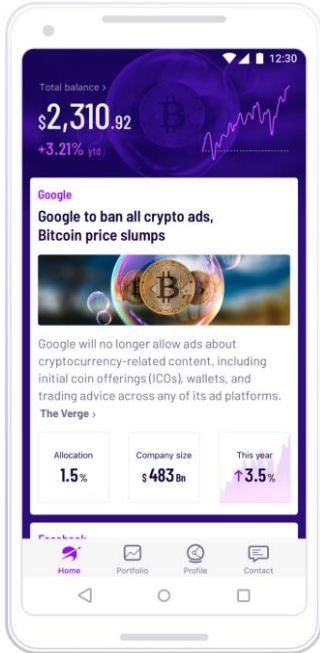 12:30
Total balance >
$2,310.92
+3.21% ytd
Google
Google to ban all crypto ads,
Bitcoin price slumps
Google will no longer allow ads about
cryptocurrency-related content, including
initial coin offerings (ICOs), wallets, and
trading advice across any of its ad platforms.
The Verge >
Allocation Company size This year
1.5% $483Bn ↑3.5%
Facebook
Home Portfolio Profile Contact